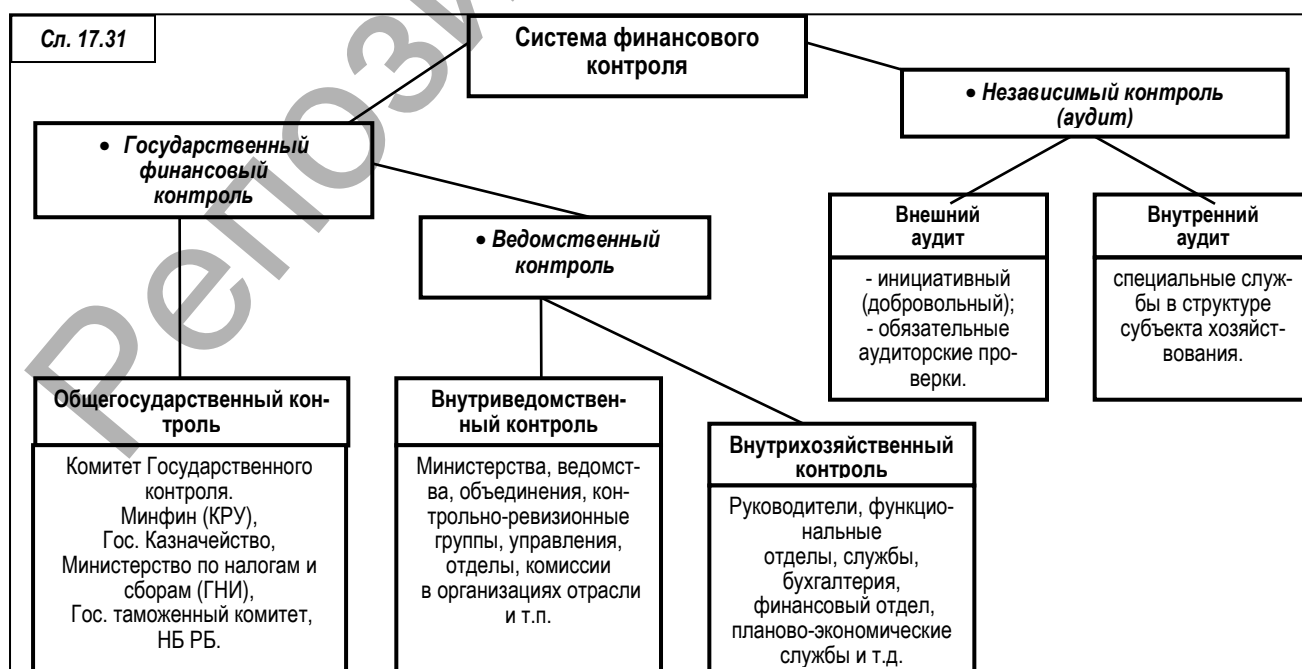 Сл. 17.31
Система финансового
контроля
• Независимый контроль
(аудит)
• Государственный
финансовый
контроль
Внешний
аудит
- инициативный
(добровольный);
- обязательные
аудиторские про-
верки.
Внутренний
аудит
специальные служ-
бы в структуре
субъекта хозяйст-
вования.
• Ведомственный
контроль
Общегосударственный кон-
троль
Комитет Государственного
контроля.
Минфин (КРУ),
Гос. Казначейство,
Министерство по налогам и
сборам (ГНИ),
Гос. таможенный комитет,
НБ РБ.
Внутриведомствен-
ный контроль
Министерства, ведомст-
ва, объединения, кон-
трольно-ревизионные
группы, управления,
отделы, комиссии
в организациях отрасли
и т.п.
Внутрихозяйственный
контроль
Руководители, функцио-
нальные
отделы, службы,
бухгалтерия,
финансовый отдел,
планово-экономические
службы и т.д.